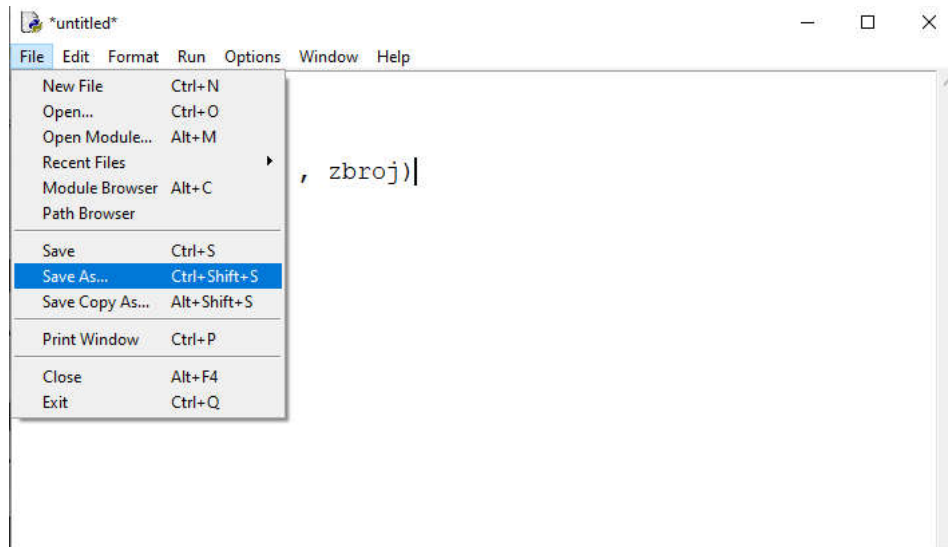 *untitled*
File Edit Format Run Options Window Help
New File Ctrl+N
Open... Ctrl+O
Open Module... Alt+M
Recent Files
Module Browser Alt+C
Path Browser
Save Ctrl+S
Save As... Ctrl+Shift+S
Save Copy As... Alt+Shift+S
Print Window Ctrl+P
Close Alt+F4
Exit Ctrl+Q
, zbroj)